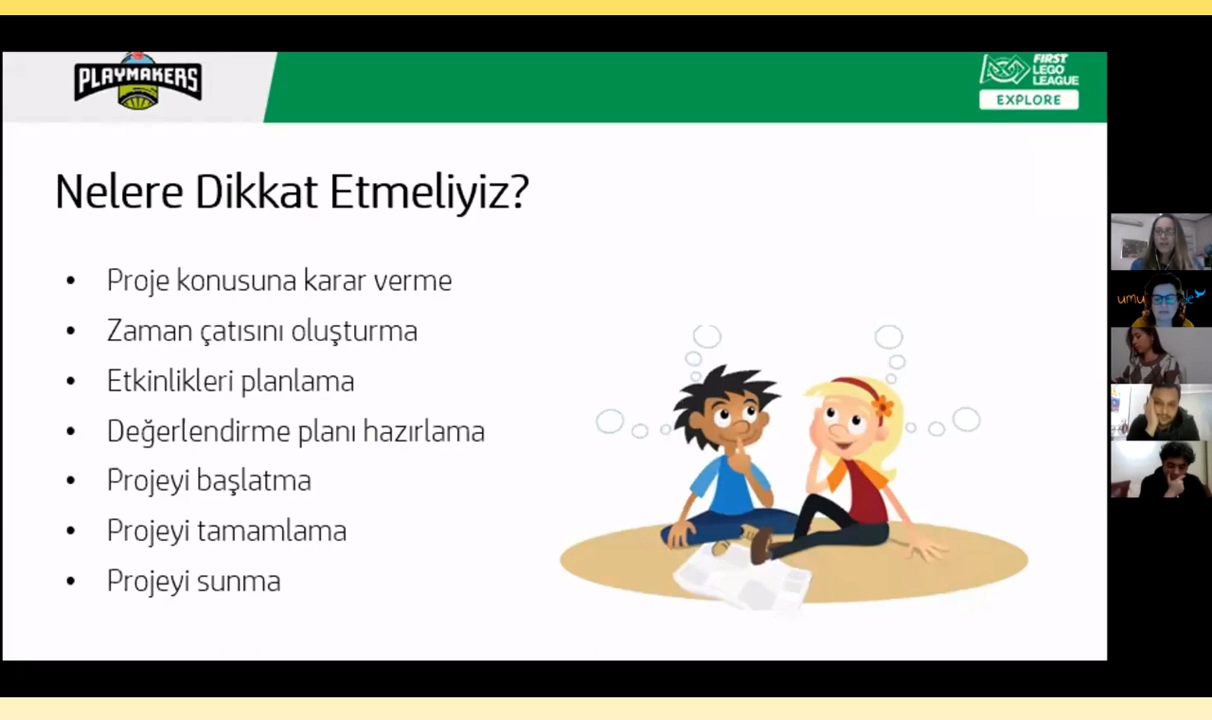 PLAYMAKERS
FIRST
LEGO
LEAGUE
EXPLORE
Nelere Dikkat Etmeliyiz?
• Proje konusuna karar verme
• Zaman çatısını oluşturma
• Etkinlikleri planlama
• Değerlendirme planı hazırlama
• Projeyi başlatma
• Projeyi tamamlama
• Projeyi sunma
umu